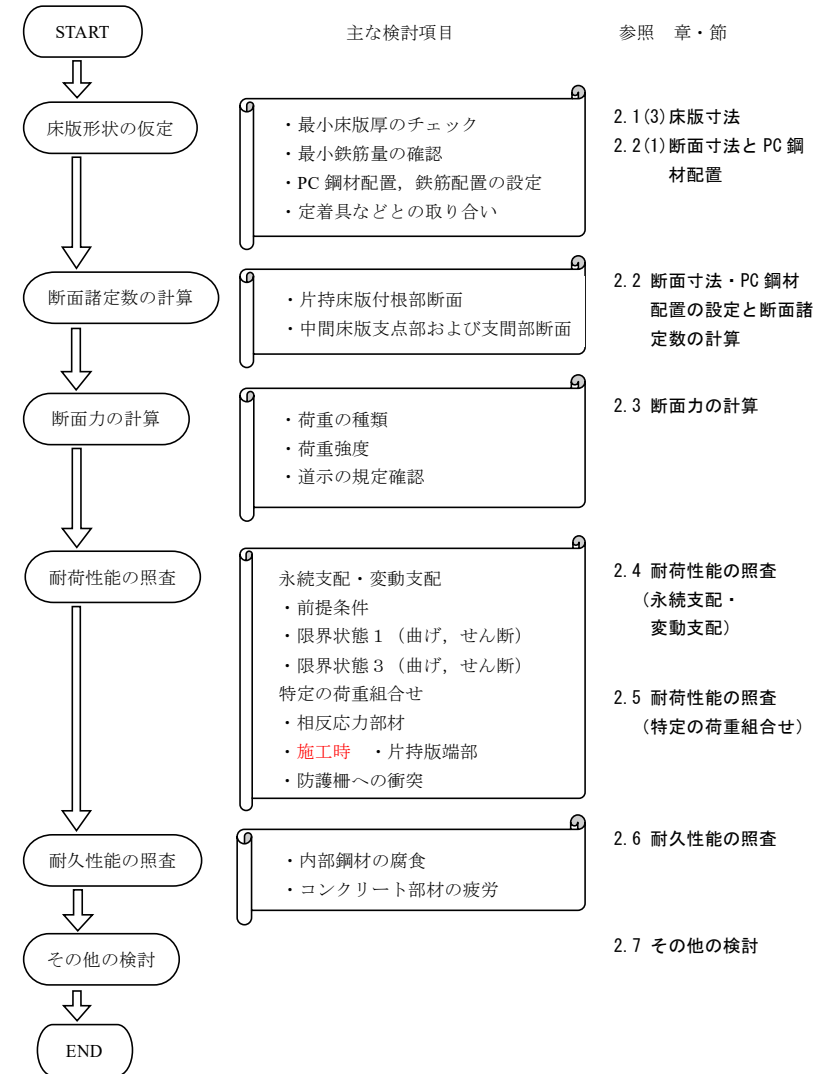 START 主な検討項目 参照 章・節
床版形状の仮定
・最小床版厚のチェック
・最小鉄筋量の確認
・PC 鋼材配置，鉄筋配置の設定
・定着具などとの取り合い
2.1(3)床版寸法
2.2(1)断面寸法と PC 鋼
材配置
断面諸定数の計算
・片持床版付根部断面
・中間床版支点部および支間部断面
2.2 断面寸法・PC 鋼材
配置の設定と断面諸
定数の計算
断面力の計算
・荷重の種類
・荷重強度
・道示の規定確認
2.3 断面力の計算
耐荷性能の照査
永続支配・変動支配
・前提条件
・限界状態１（曲げ，せん断）
・限界状態３（曲げ，せん断）
特定の荷重組合せ
・相反応力部材
・施工時 ・片持版端部
・防護柵への衝突
2.4 耐荷性能の照査
（永続支配・
変動支配）
2.5 耐荷性能の照査
（特定の荷重組合せ）
耐久性能の照査
・内部鋼材の腐食
・コンクリート部材の疲労
2.6 耐久性能の照査
その他の検討
2.7 その他の検討
END